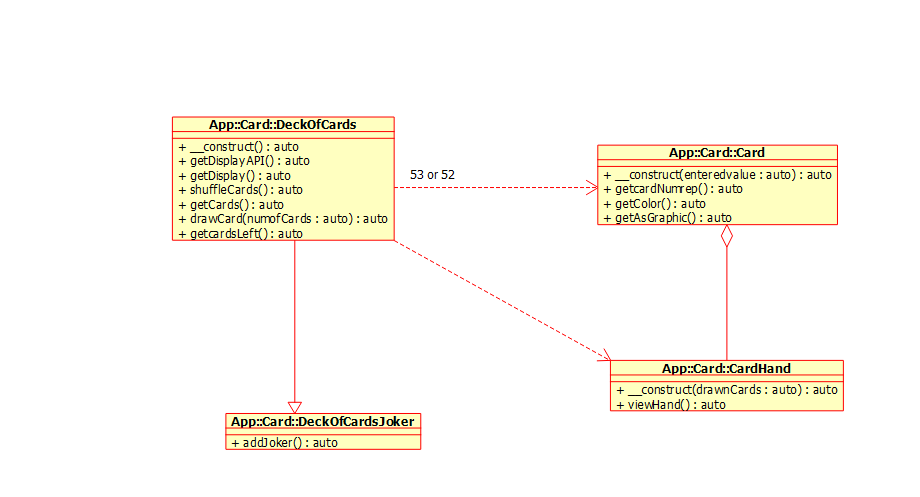 App::Card::DeckOfCards
+ __construct() : auto
+ getDisplayAPI() : auto
+ getDisplay() : auto
+ shuffleCards() : auto
+ getCards() : auto
+ drawCard(numofCards : auto) : auto
+ getcardsLeft() : auto
53 or 52
App::Card::Card
+ __construct(enteredvalue : auto) : auto
+ getcardNumrep() : auto
+ getColor() : auto
+ getAsGraphic() : auto
App::Card::CardHand
+ __construct(drawnCards : auto) : auto
+ viewHand() : auto
App::Card::DeckOfCardsJoker
+ addJoker() : auto